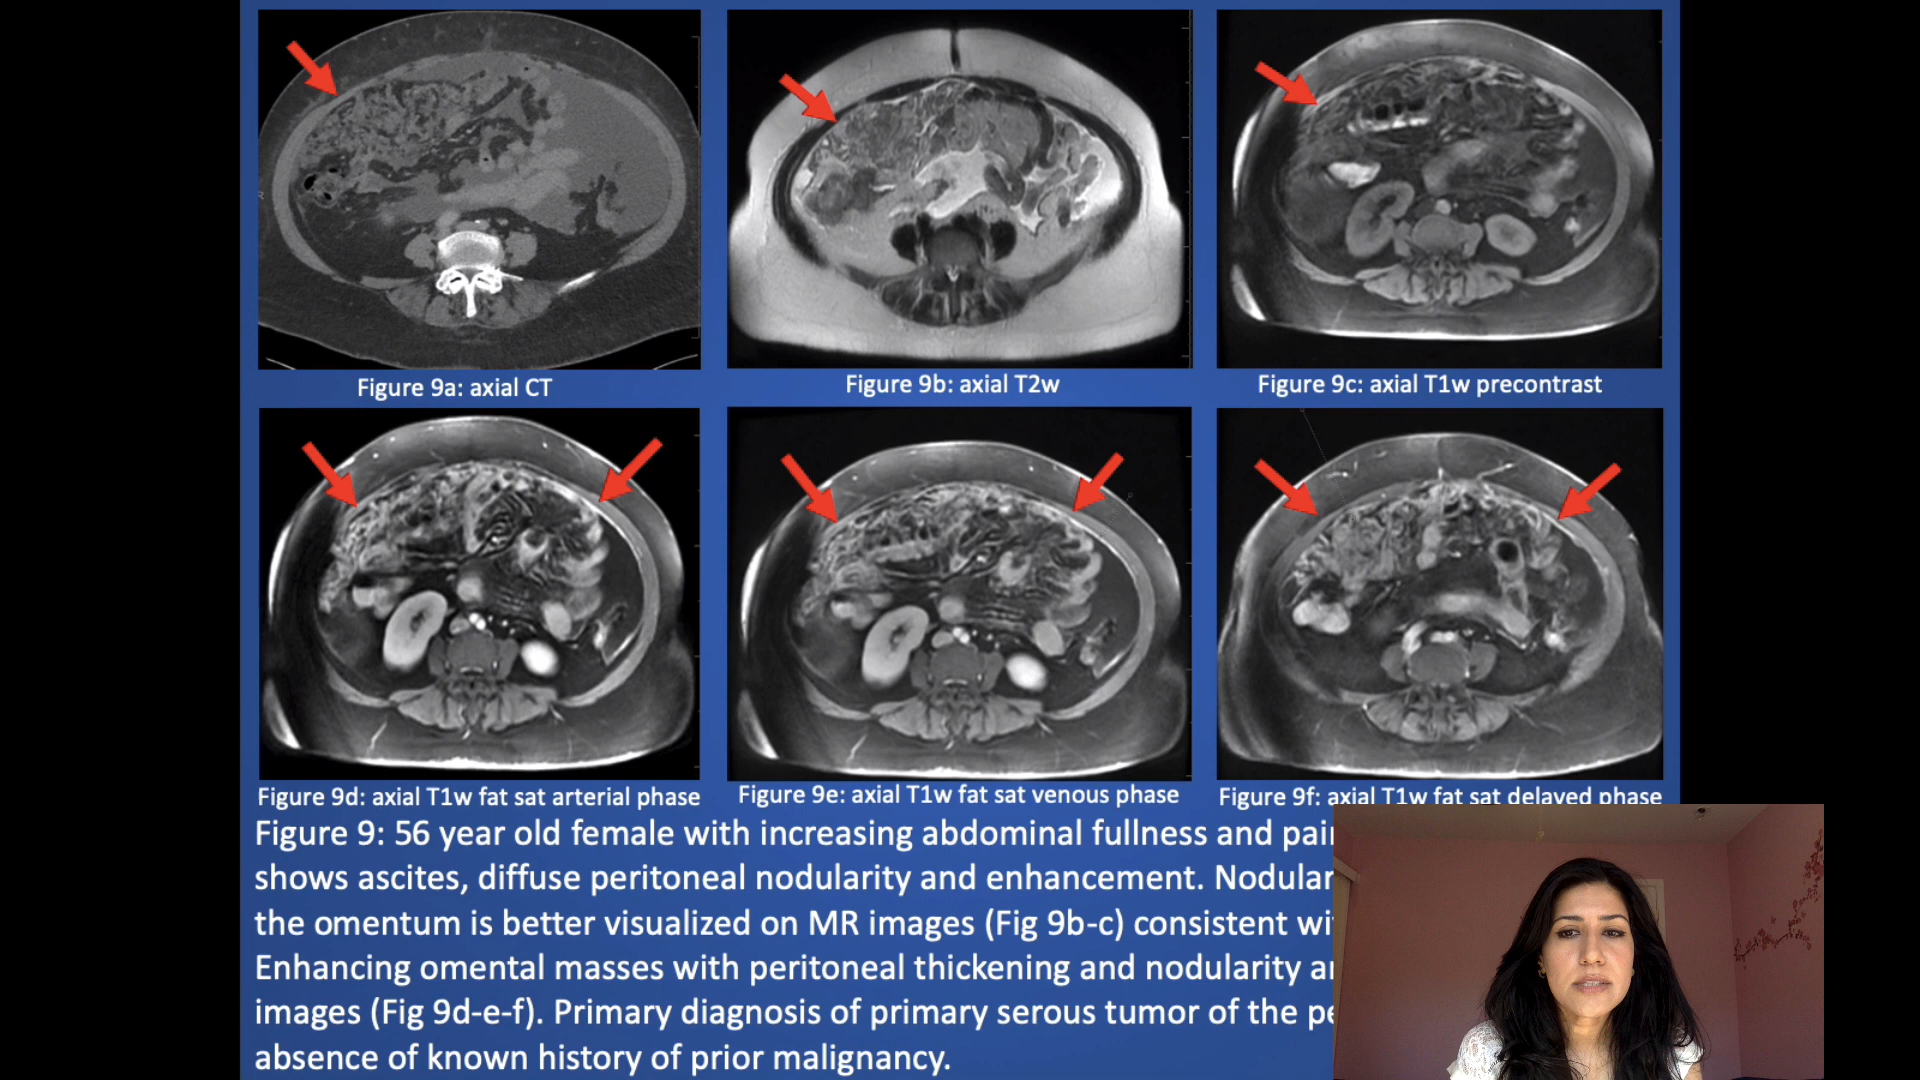 Figure 9a: axial CT
Figure 9b: axial T2w
Figure 9c: axial T1w precontrast
Figure 9d: axial T1w fat sat arterial phase
Figure 9e: axial T1w fat sat venous phase
Figure 9f: axial T1w fat sat delayed phase
Figure 9: 56 year old female with increasing abdominal fullness and
shows ascites, diffuse peritoneal nodularity and enhancement.
the omentum is better visualized on MR images (Fig 9b-c) consistent
Enhancing omental masses with peritoneal thickening and nodularity
images (Fig 9d-e-f). Primary diagnosis of primary serous tumor of the
absence of known history of prior malignancy.